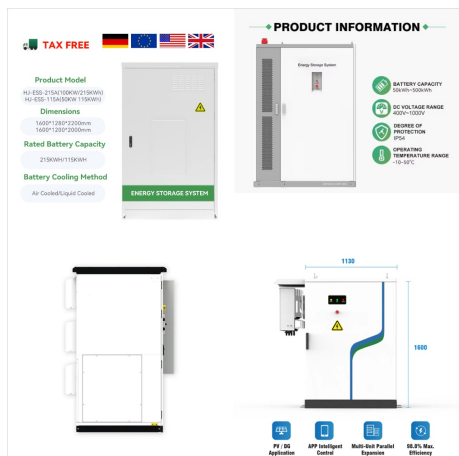 TAX FREE
Product Model
HJ-ESS-215A(100KW/215KWH)
HJ-ESS-115A(50KW 115KWH)
Dimensions
1600*1280*2200mm
1600*1200*2000mm
Rated Battery Capacity
215KWH/115KWH
Battery Cooling Method
Air Cooled/Liquid Cooled
ENERGY STORAGE SYSTEM
PRODUCT INFORMATION
Energy Storage System
BATTERY CAPACITY
50kWh~500kWh
DC VOLTAGE RANGE
400V~1000V
DEGREE OF
PROTECTION
IP54
OPERATING
TEMPERATURE RANGE
-10~50°C
1130
1600
PV / DG
Application
APP Intelligent
Control
Multi-Unit Parallel
Expansion
98.8% Max.
Efficiency